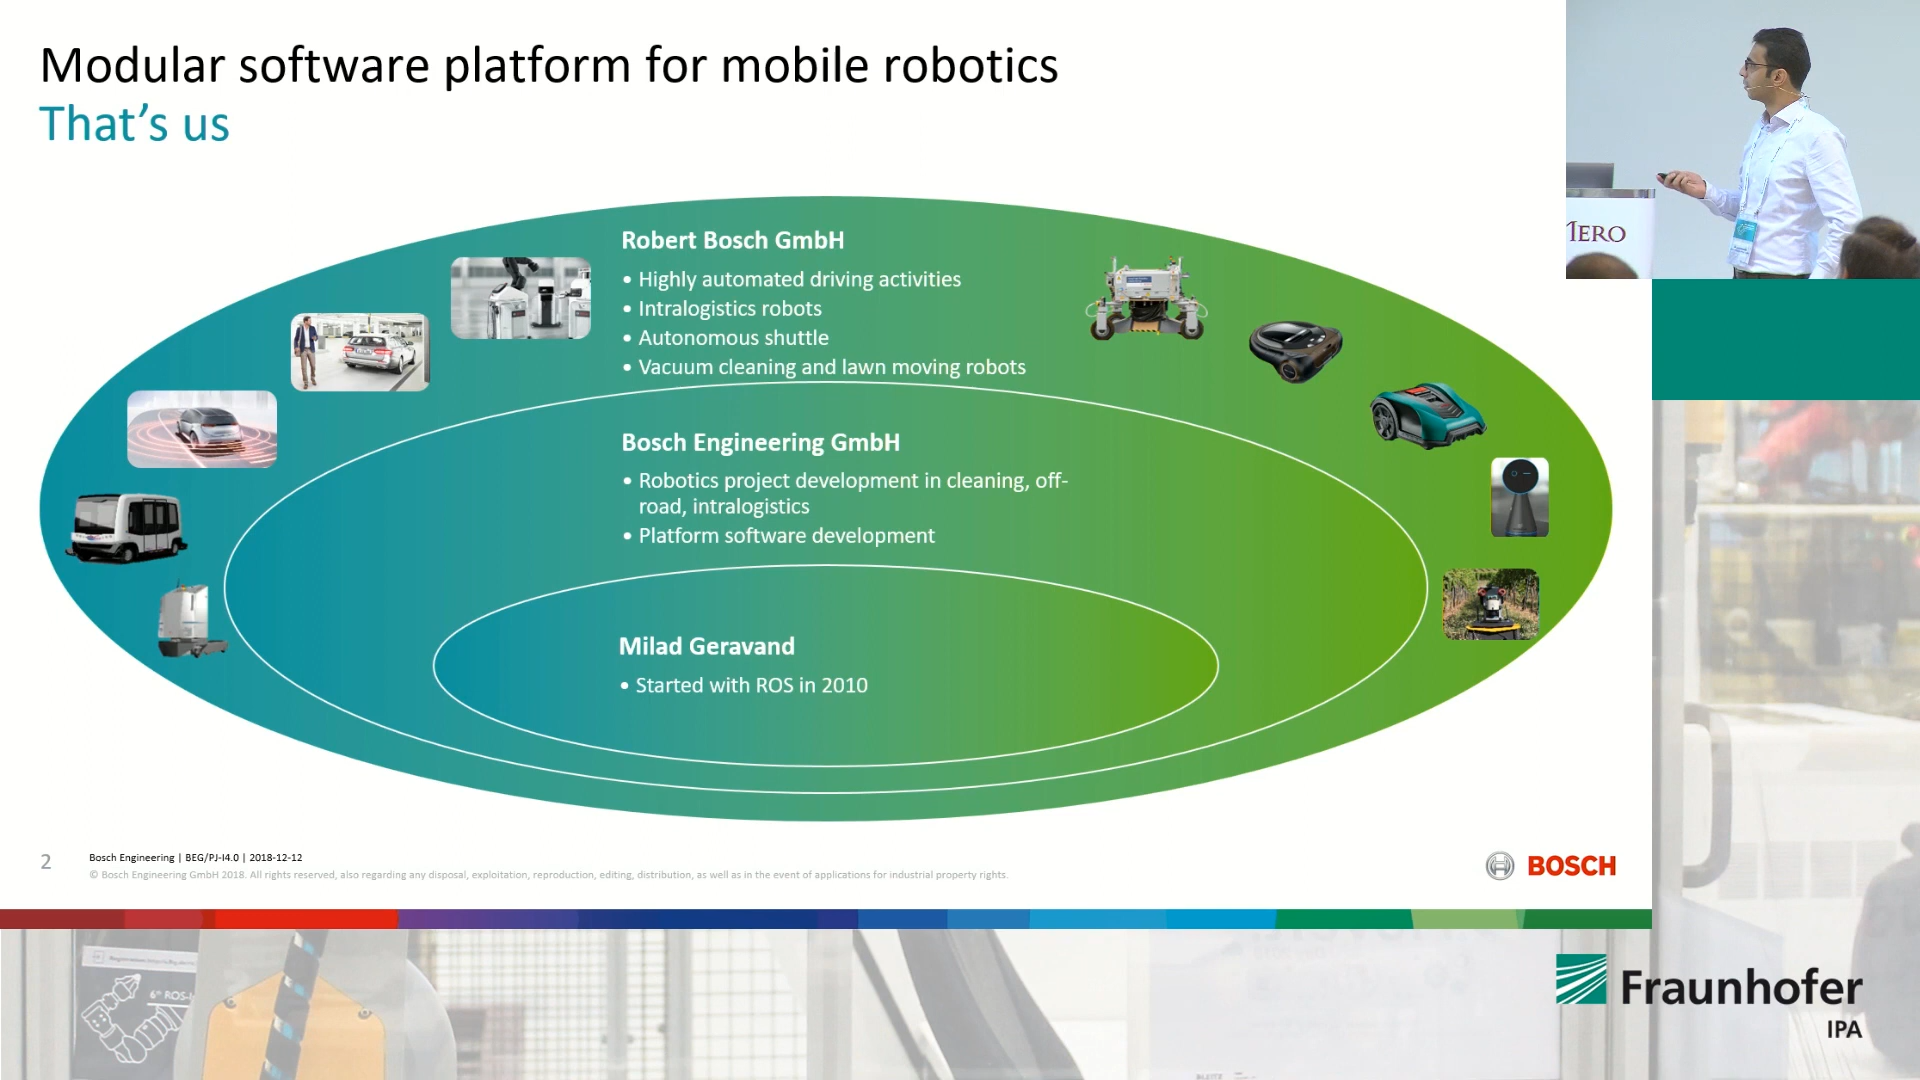 Modular software platform for mobile robotics
That's us
Robert Bosch GmbH
• Highly automated driving activities
• Intralogistics robots
• Autonomous shuttle
• Vacuum cleaning and lawn moving robots
Bosch Engineering GmbH
• Robotics project development in cleaning, off-
road, intralogistics
• Platform software development
Milad Geravand
• Started with ROS in 2010
2
Bosch Engineering | BEG/PJ-I4.0 | 2018-12-12
© Bosch Engineering GmbH 2018. All rights reserved, also regarding any disposal, exploitation, reproduction, editing, distribution, as well as in the event of applications for industrial property rights.
BOSCH
6th ROS-I
Fraunhofer
IPA